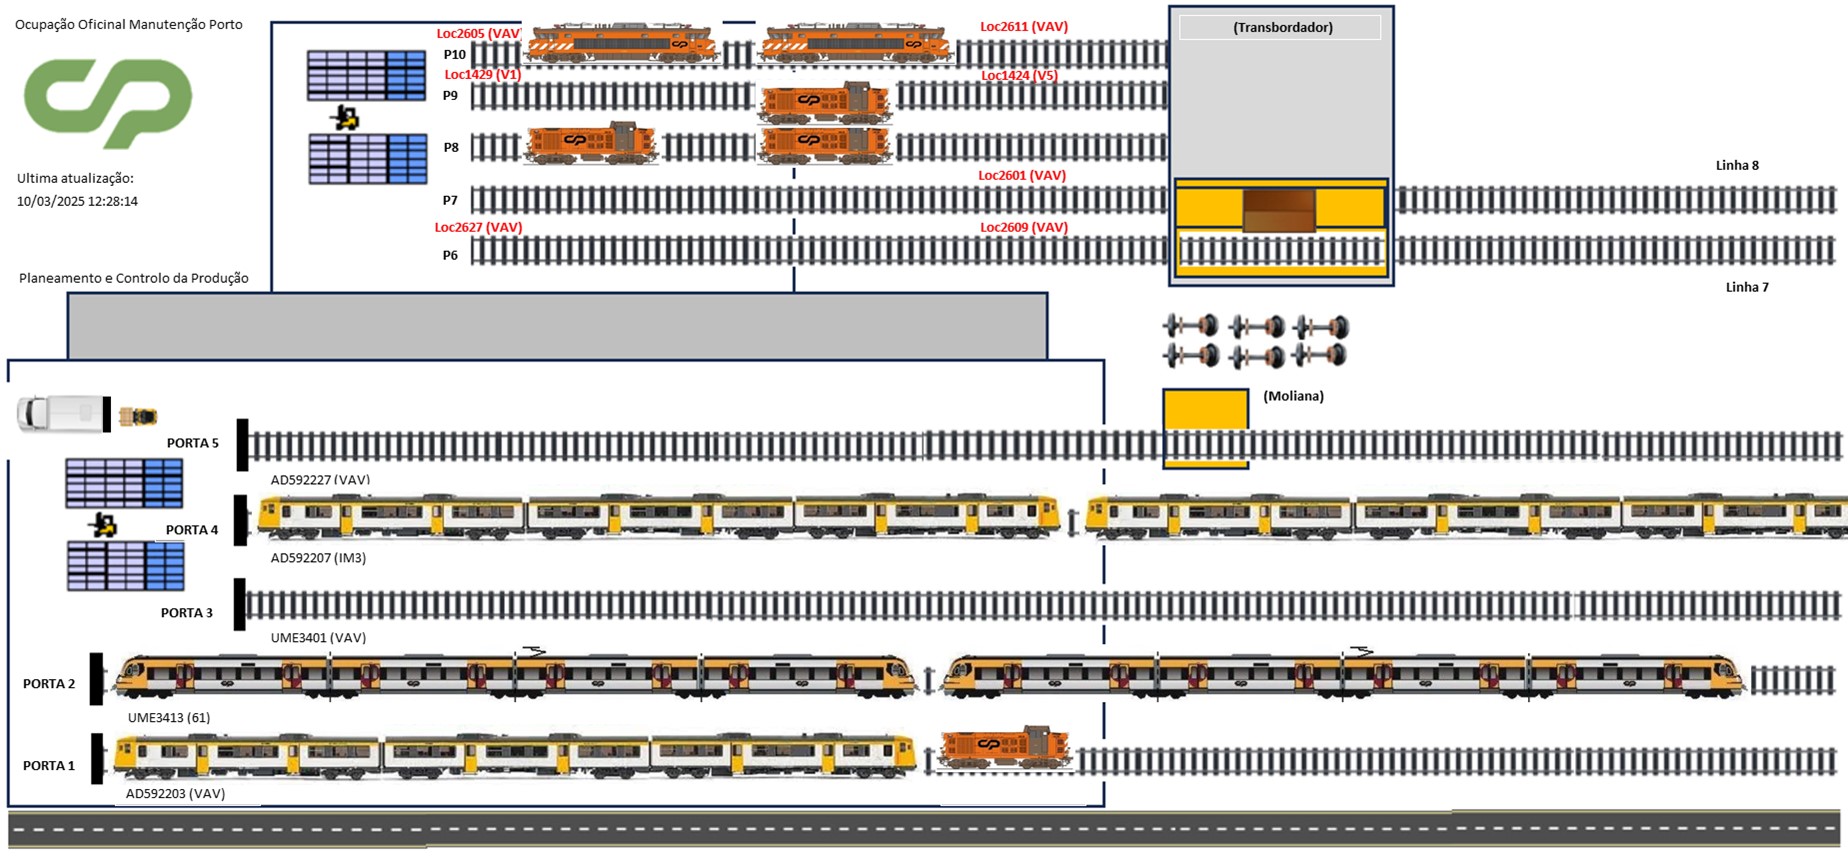 Ocupação Oficinal Manutenção Porto
Ultima atualização:
10/03/2025 12:28:14
Planeamento e Controlo da Produção
Loc2605 (VAV)
Loc2611 (VAV)
P10
Loc1429 (V1)
Loc1424 (V5)
P9
P8
Loc2601 (VAV)
P7
Loc2627 (VAV)
Loc2609 (VAV)
P6
(Transbordador)
Linha 8
Linha 7
(Moliana)
PORTA 5
AD592227 (VAV)
PORTA 4
AD592207 (IM3)
PORTA 3
UME3401 (VAV)
PORTA 2
UME3413 (61)
PORTA 1
AD592203 (VAV)